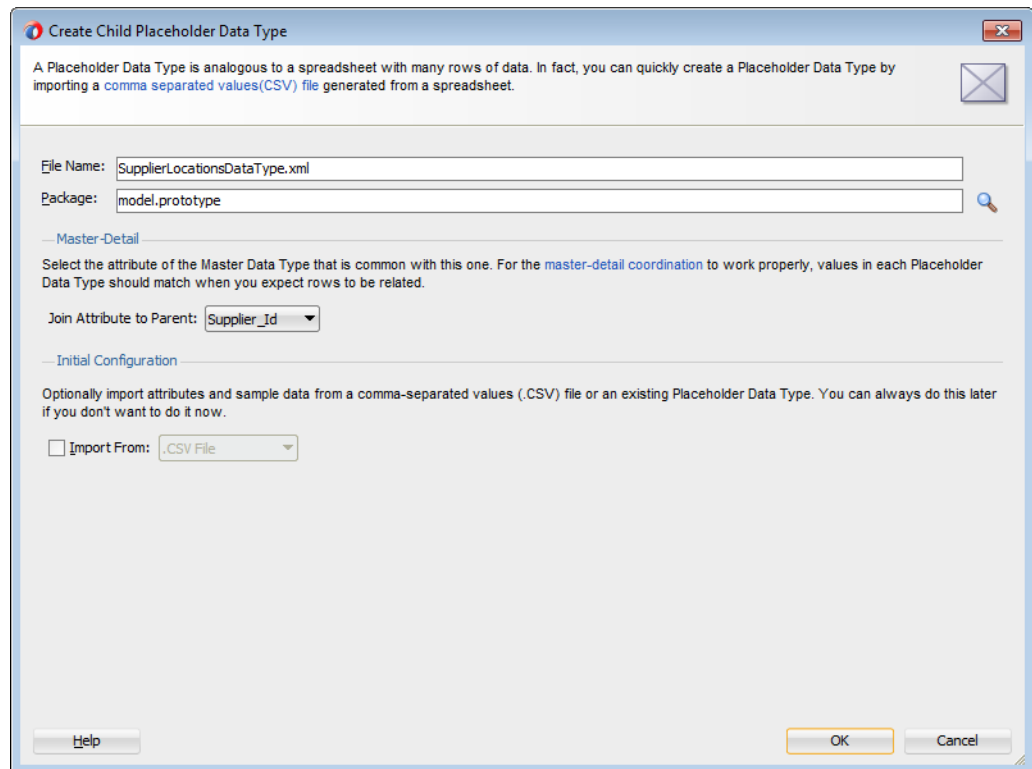 Create Child Placeholder Data Type
A Placeholder Data Type is analogous to a spreadsheet with many rows of data. In fact, you can quickly create a Placeholder Data Type by
importing a comma separated values(CSV) file generated from a spreadsheet.
File Name: SupplierLocationsDataType.xml
Package: model.prototype
Master-Detail
Select the attribute of the Master Data Type that is common with this one. For the master-detail coordination to work properly, values in each Placeholder
Data Type should match when you expect rows to be related.
Join Attribute to Parent: Supplier_Id
Initial Configuration
Optionally import attributes and sample data from a comma-separated values (.CSV) file or an existing Placeholder Data Type. You can always do this later
if you don't want to do it now.
Import From: .CSV File
Help OK Cancel